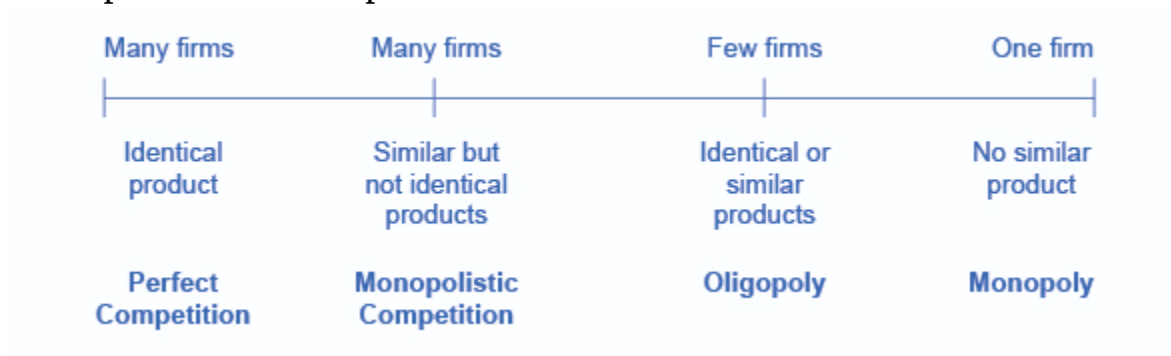 Many firms
Many firms
Few firms
One firm
Identical
product
Similar but
not identical
products
Identical or
similar
products
No similar
product
Perfect
Competition
Monopolistic
Competition
Oligopoly
Monopoly